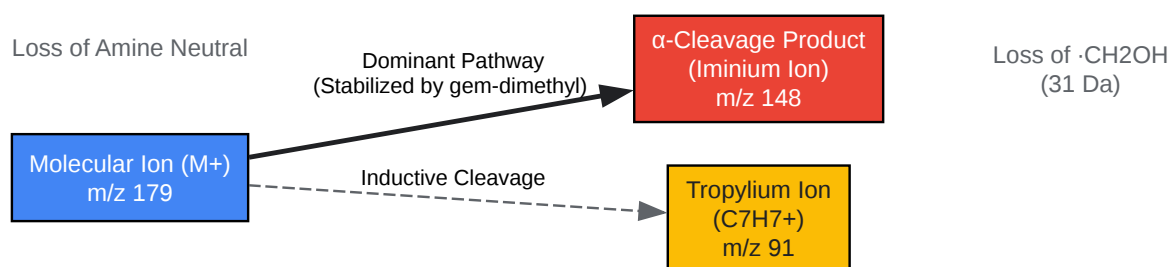 Loss of Amine Neutral
Dominant Pathway
(Stabilized by gem-dimethyl)
α-Cleavage Product
(Iminium Ion)
m/z 148
Loss of ·CH2OH
(31 Da)
Molecular Ion (M+)
m/z 179
Inductive Cleavage
Tropylium Ion
(C7H7+)
m/z 91